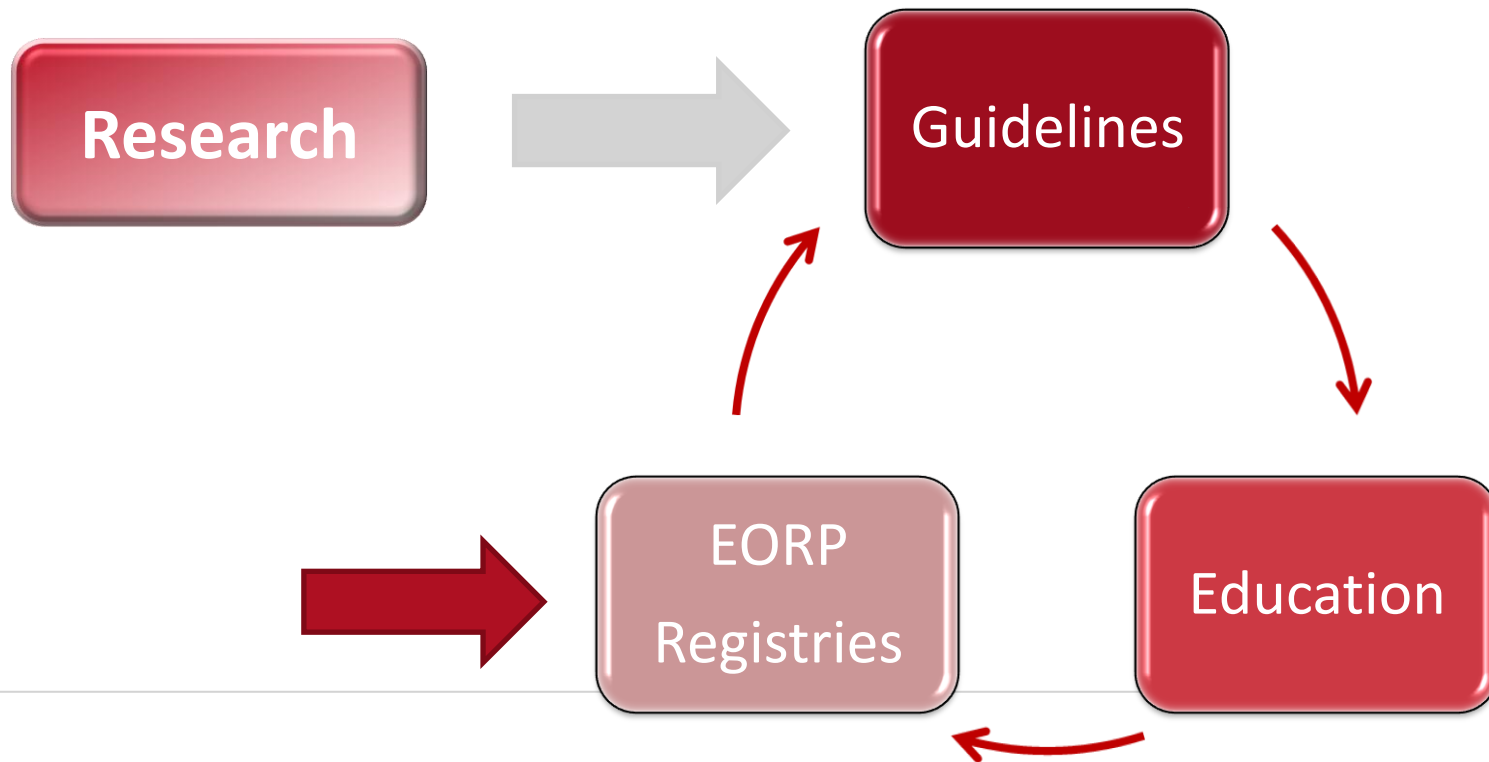 Research
Guidelines
EORP
Registries
Education